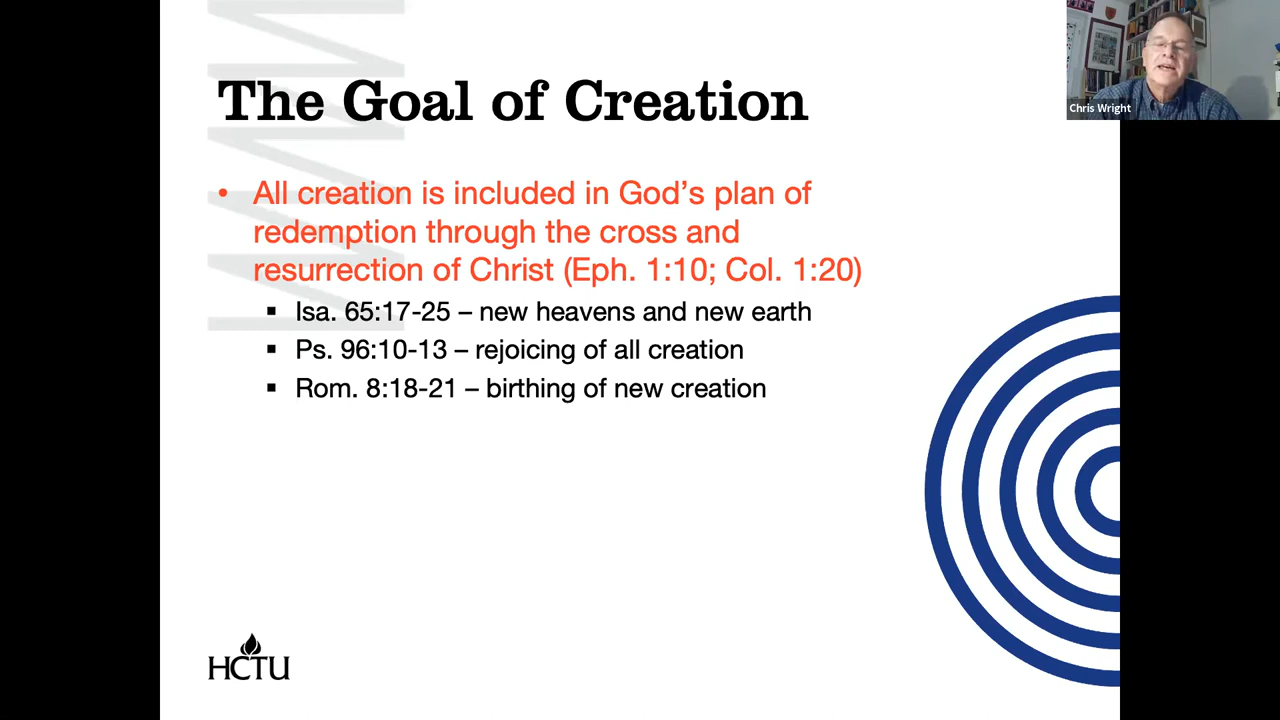 The Goal of Creation
• All creation is included in God’s plan of
redemption through the cross and
resurrection of Christ (Eph. 1:10; Col. 1:20)
▪ Isa. 65:17-25 – new heavens and new earth
▪ Ps. 96:10-13 – rejoicing of all creation
▪ Rom. 8:18-21 – birthing of new creation
HCTU
Chris Wright